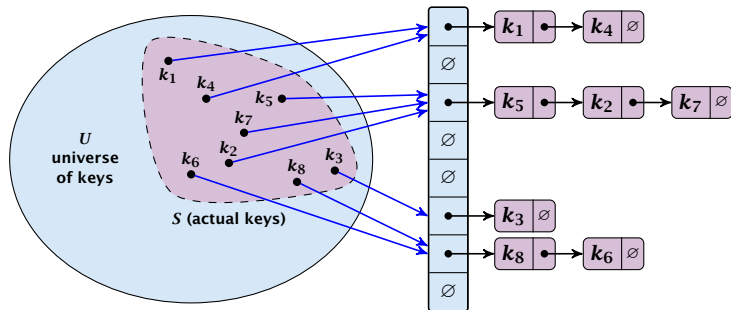 k₁
k₄
k₅
k₇
k₂
k₆
k₈
k₃
U
universe
of keys
S (actual keys)
k₁ k₄ ∅
∅
k₅ k₂ k₇ ∅
∅
∅
k₃ ∅
k₈ k₆ ∅
∅